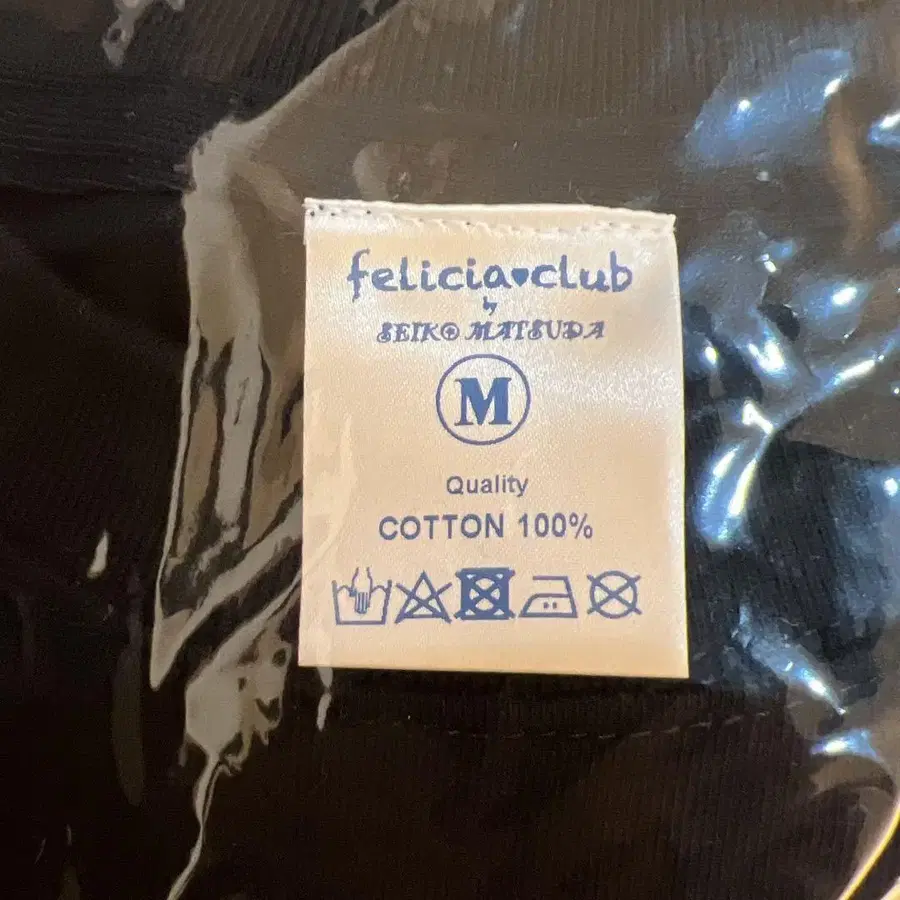 felicia♥club
by
SEIKO MATSUDA
M
Quality
COTTON 100%